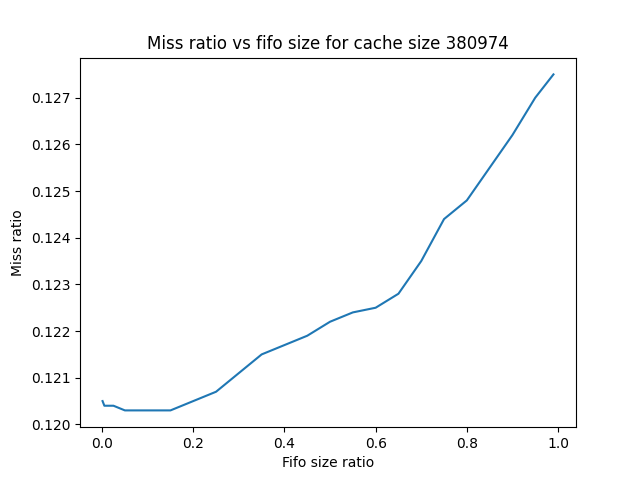 Miss ratio vs fifo size for cache size 380974
0.127
0.126
0.125
0.124
0.123
0.122
0.121
0.120
Miss ratio
0.0 0.2 0.4 0.6 0.8 1.0
Fifo size ratio